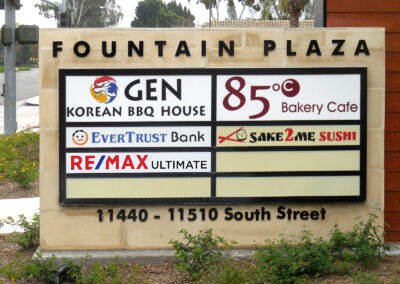 FOUNTAIN PLAZA
GEN
KOREAN BBQ HOUSE
85°C
Bakery Cafe
EverTrust Bank
SAKE2ME SUSHI
RE/MAX ULTIMATE
11440 - 11510 South Street